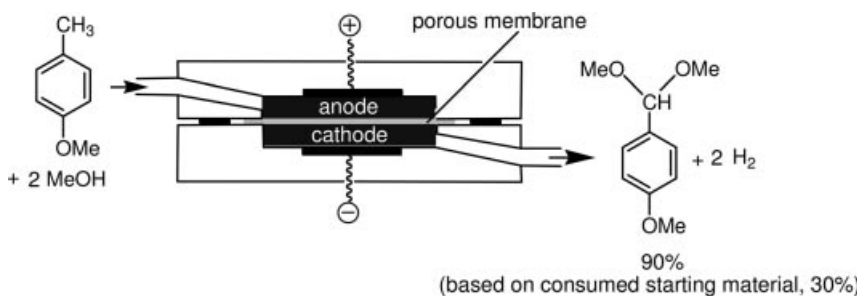 porous membrane
CH3
OMe
+ 2 MeOH
+
anode
cathode
−
MeO
OMe
CH
+ 2 H2
OMe
90%
(based on consumed starting material, 30%)